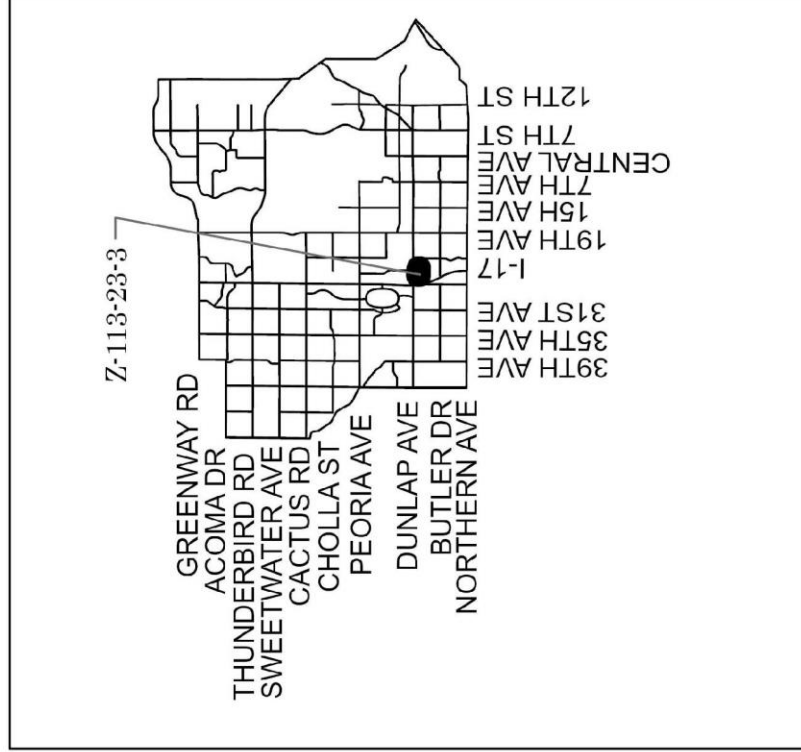 Z-113-23-3
GREENWAY RD
ACOMA DR
THUNDERBIRD RD
SWEETWATER AVE
CACTUS RD
CHOLLA ST
PEORIA AVE
DUNLAP AVE
BUTLER DR
NORTHERN AVE
39TH AVE
35TH AVE
31ST AVE
I-17
19TH AVE
15H AVE
7TH AVE
CENTRAL AVE
7TH ST
12TH ST